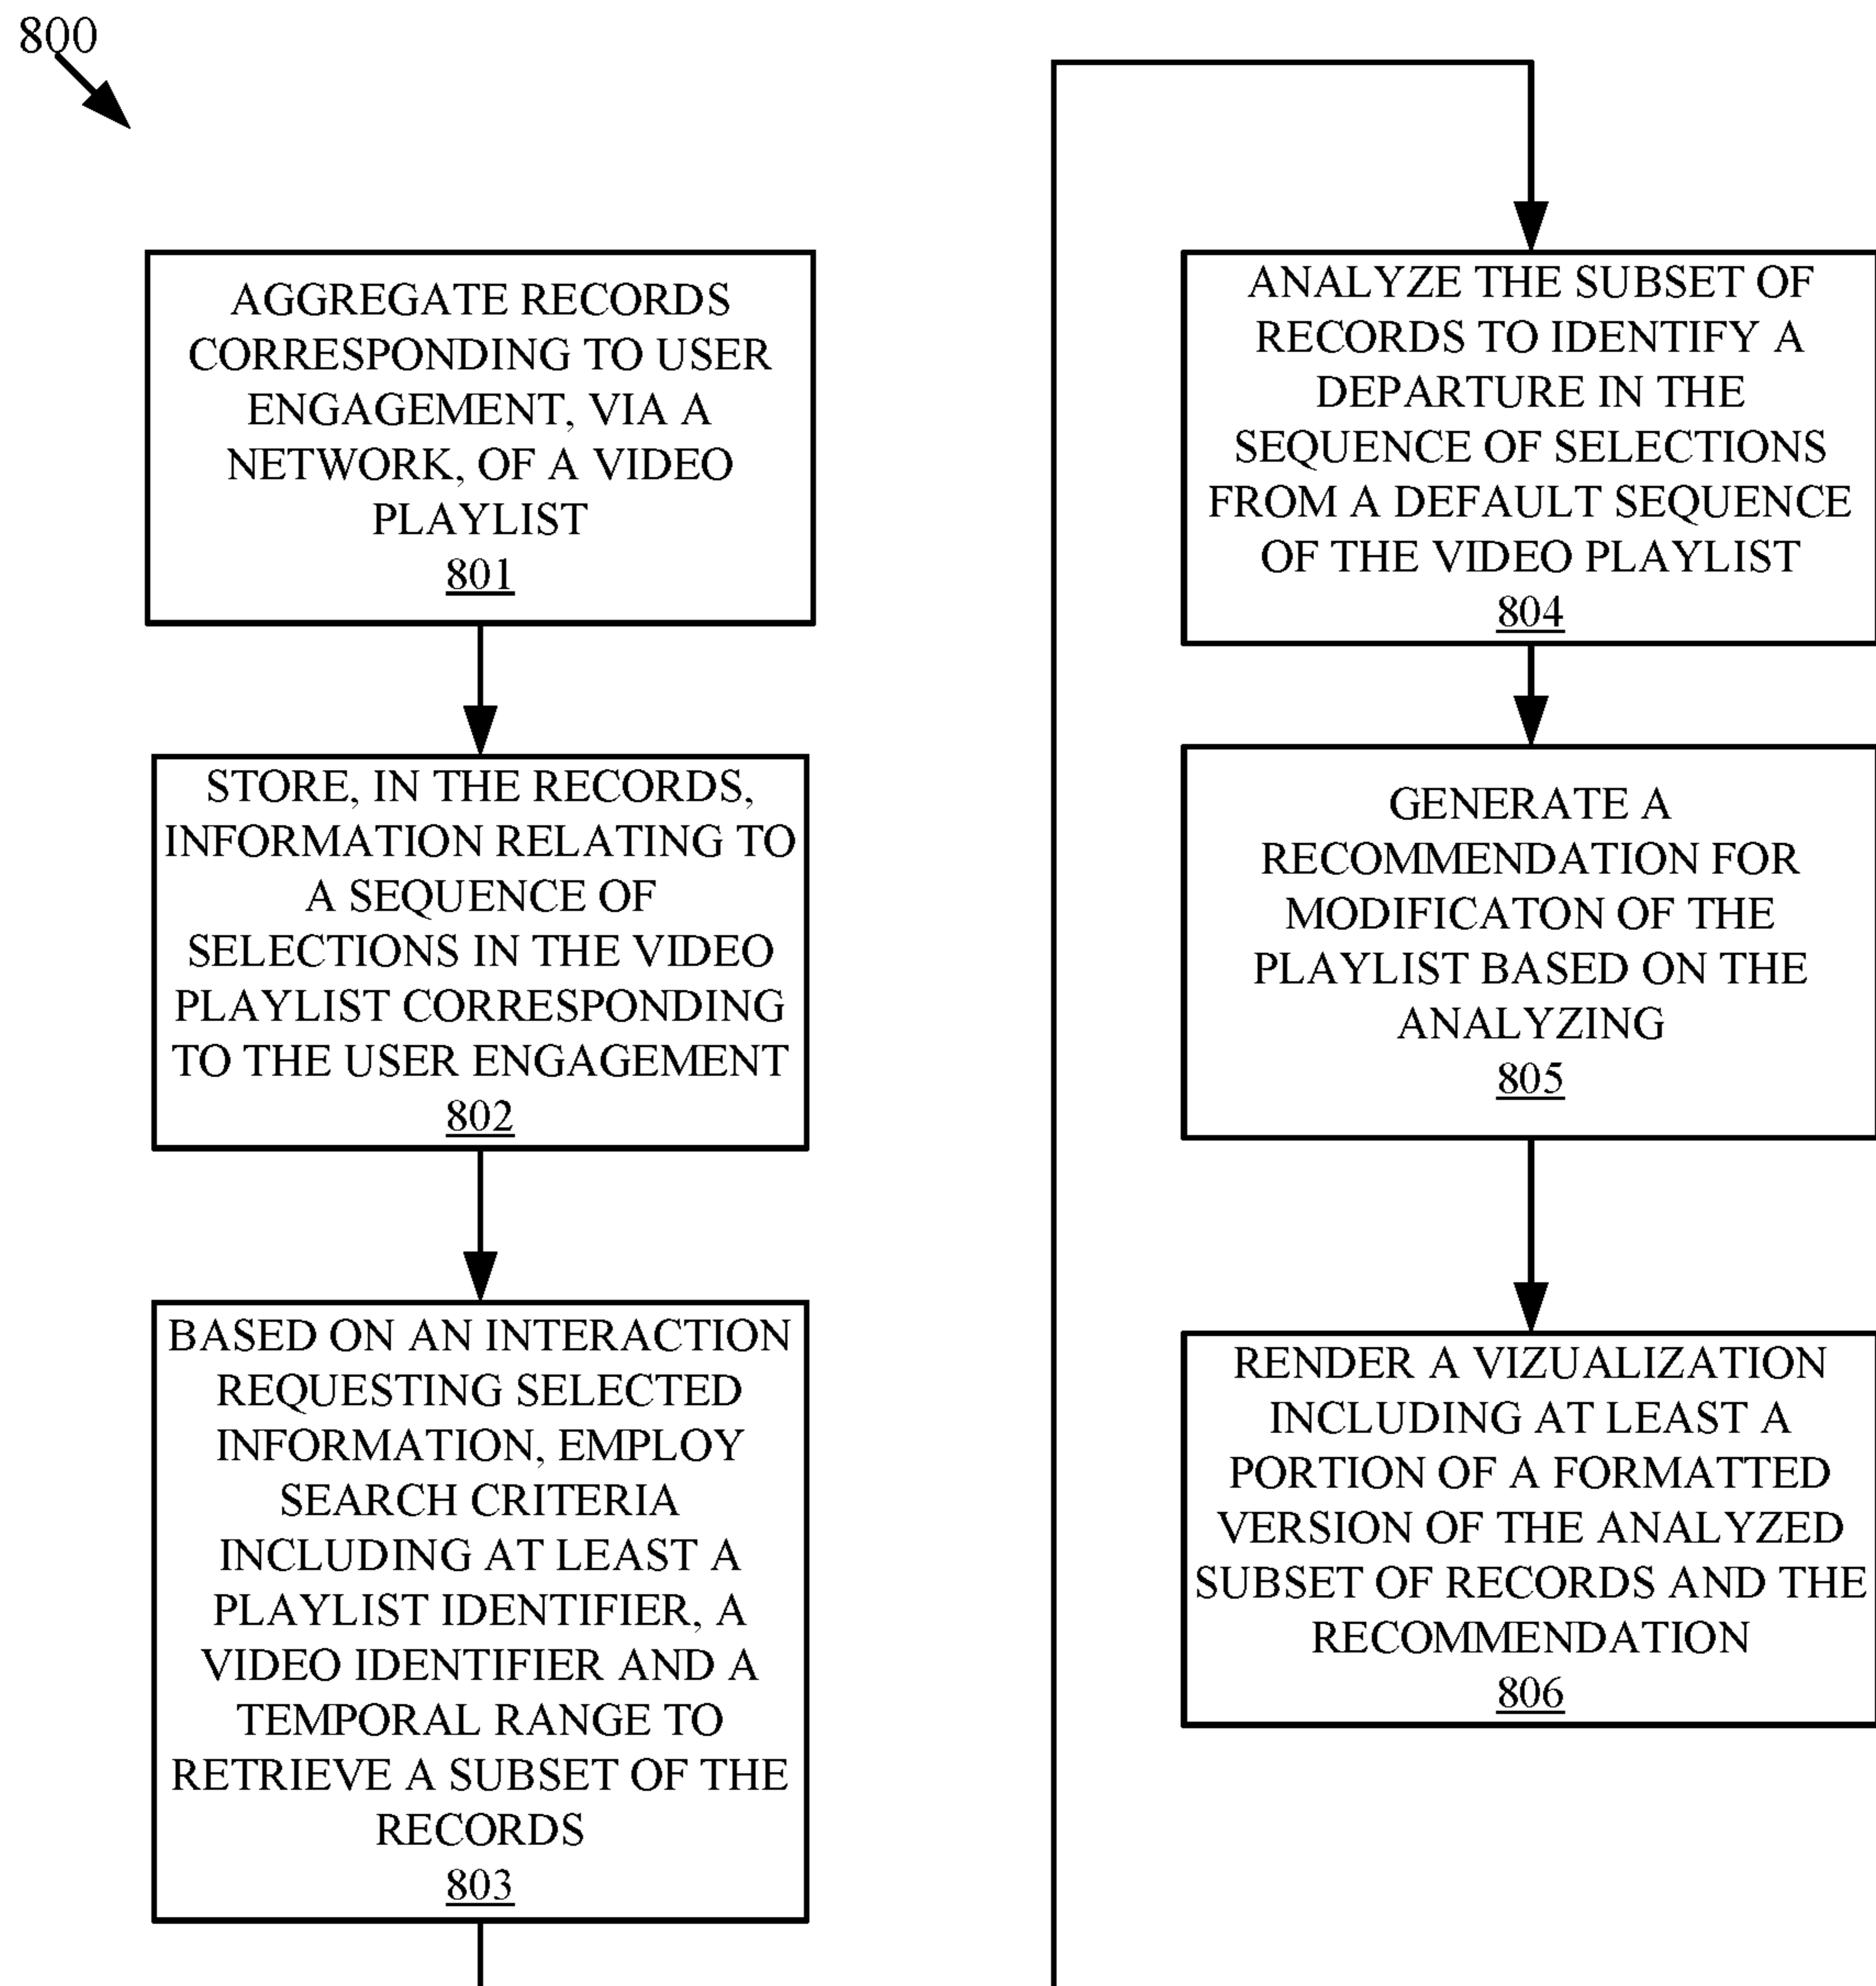 800
AGGREGATE RECORDS
CORRESPONDING TO USER
ENGAGEMENT, VIA A
NETWORK, OF A VIDEO
PLAYLIST
801
STORE, IN THE RECORDS,
INFORMATION RELATING TO
A SEQUENCE OF
SELECTIONS IN THE VIDEO
PLAYLIST CORRESPONDING
TO THE USER ENGAGEMENT
802
BASED ON AN INTERACTION
REQUESTING SELECTED
INFORMATION, EMPLOY
SEARCH CRITERIA
INCLUDING AT LEAST A
PLAYLIST IDENTIFIER, A
VIDEO IDENTIFIER AND A
TEMPORAL RANGE TO
RETRIEVE A SUBSET OF THE
RECORDS
803
ANALYZE THE SUBSET OF
RECORDS TO IDENTIFY A
DEPARTURE IN THE
SEQUENCE OF SELECTIONS
FROM A DEFAULT SEQUENCE
OF THE VIDEO PLAYLIST
804
GENERATE A
RECOMMENDATION FOR
MODIFICATON OF THE
PLAYLIST BASED ON THE
ANALYZING
805
RENDER A VIZUALIZATION
INCLUDING AT LEAST A
PORTION OF A FORMATTED
VERSION OF THE ANALYZED
SUBSET OF RECORDS AND THE
RECOMMENDATION
806